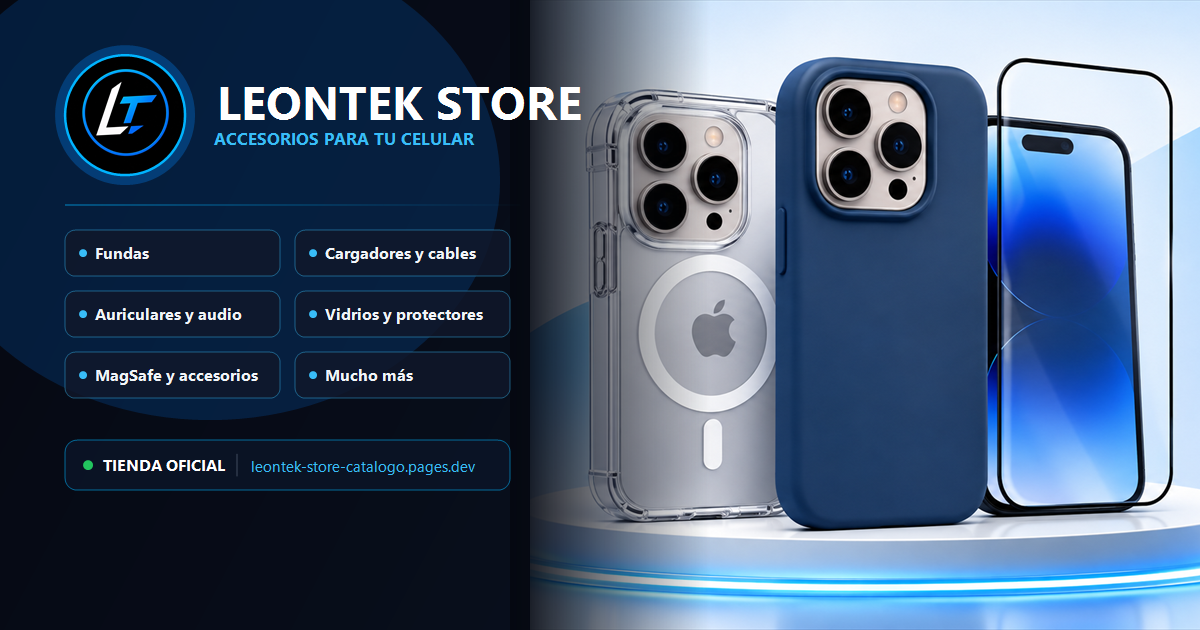 LT
LEONTEK STORE
ACCESORIOS PARA TU CELULAR
Fundas
Cargadores y cables
Auriculares y audio
Vidrios y protectores
MagSafe y accesorios
Mucho más
TIENDA OFICIAL
leontek-store-catalogo.pages.dev